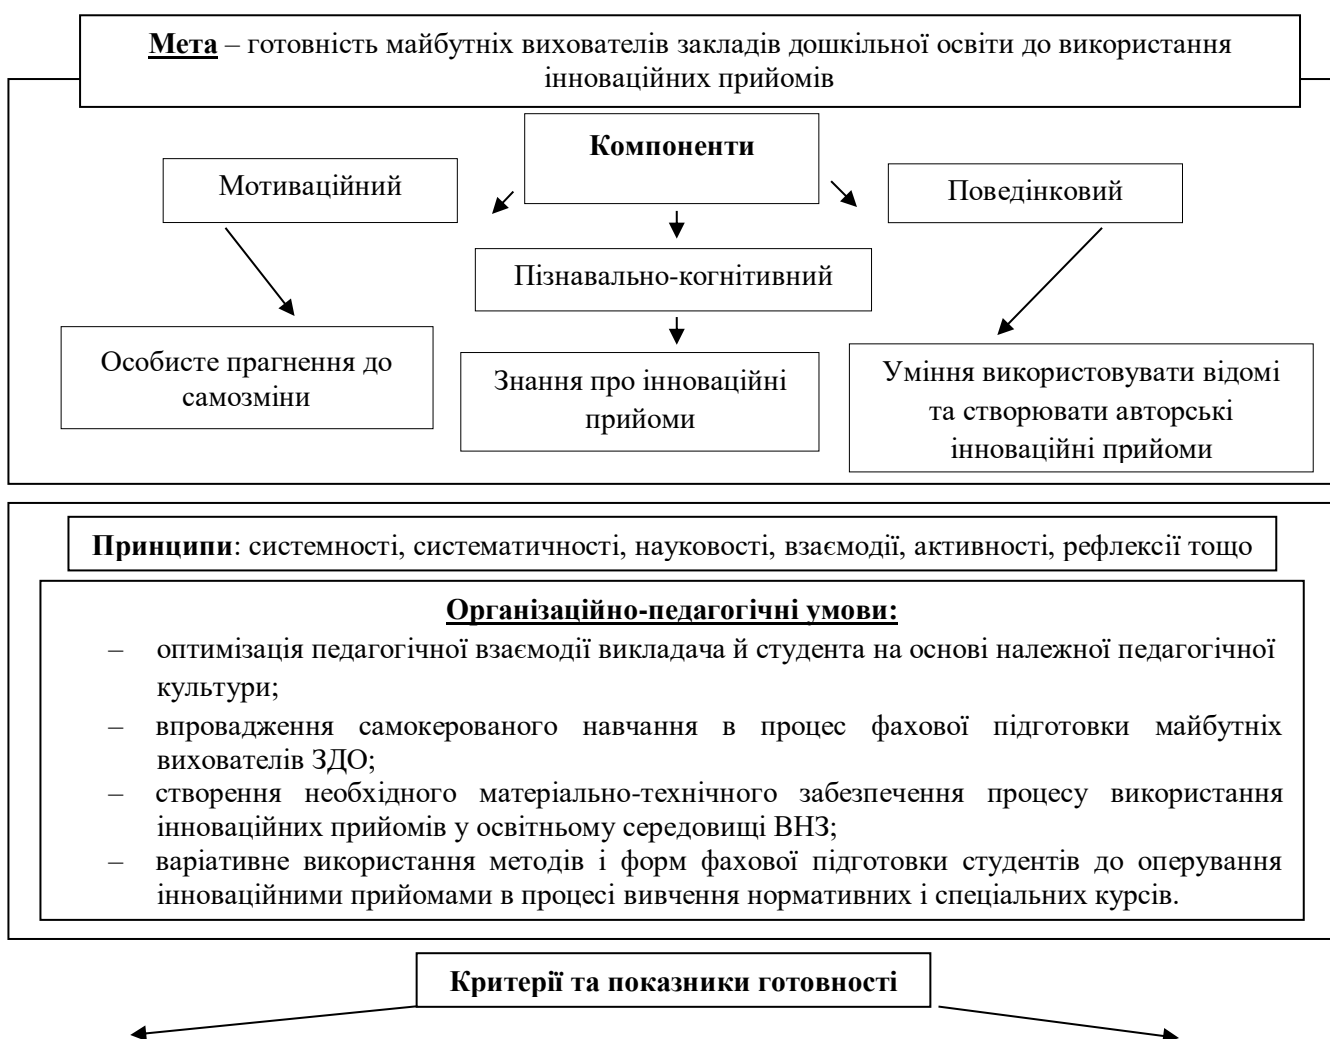 Мета – готовність майбутніх вихователів закладів дошкільної освіти до використання
інноваційних прийомів
Компоненти
Мотиваційний
Поведінковий
Пізнавально-когнітивний
Особисте прагнення до
самозміни
Знання про інноваційні
прийоми
Уміння використовувати відомі
та створювати авторські
інноваційні прийоми
Принципи: системності, систематичності, науковості, взаємодії, активності, рефлексії тощо
Організаційно-педагогічні умови:
– оптимізація педагогічної взаємодії викладача й студента на основі належної педагогічної
культури;
– впровадження самокерованого навчання в процес фахової підготовки майбутніх
вихователів ЗДО;
– створення необхідного матеріально-технічного забезпечення процесу використання
інноваційних прийомів у освітньому середовищі ВНЗ;
– варіативне використання методів і форм фахової підготовки студентів до оперування
інноваційними прийомами в процесі вивчення нормативних і спеціальних курсів.
Критерії та показники готовності